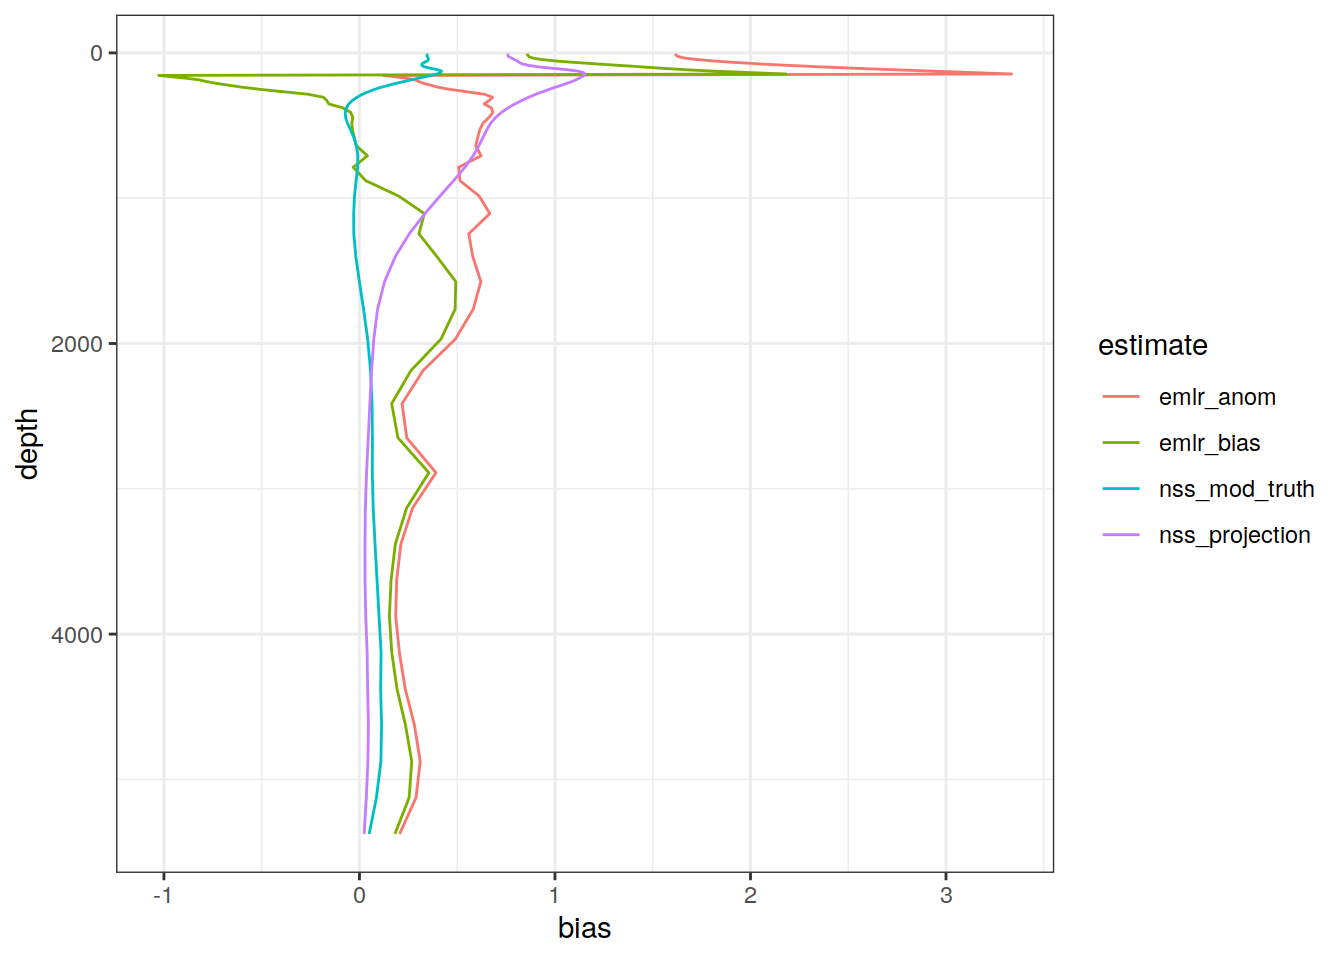 0
2000
4000
depth
-1
0
1
2
3
bias
estimate
emlr_anom
emlr_bias
nss_mod_truth
nss_projection